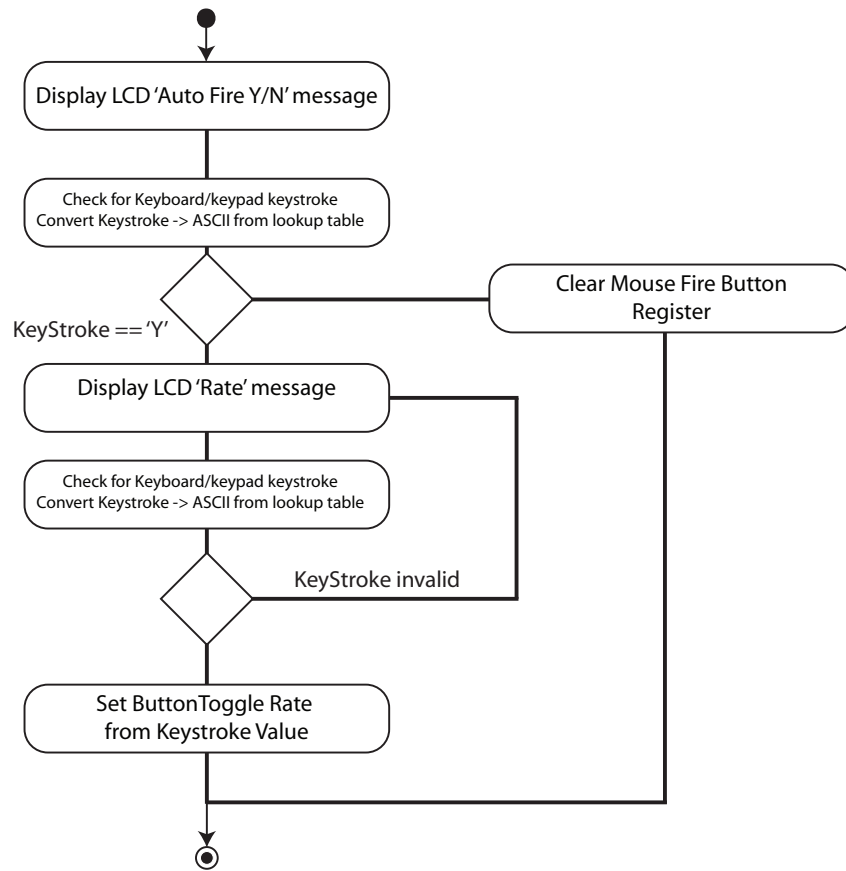 Display LCD ‘Auto Fire Y/N’ message
Check for Keyboard/keypad keystroke
Convert Keystroke -> ASCII from lookup table
Clear Mouse Fire Button
Register
KeyStroke == ‘Y’
Display LCD ‘Rate’ message
Check for Keyboard/keypad keystroke
Convert Keystroke -> ASCII from lookup table
KeyStroke invalid
Set ButtonToggle Rate
from Keystroke Value